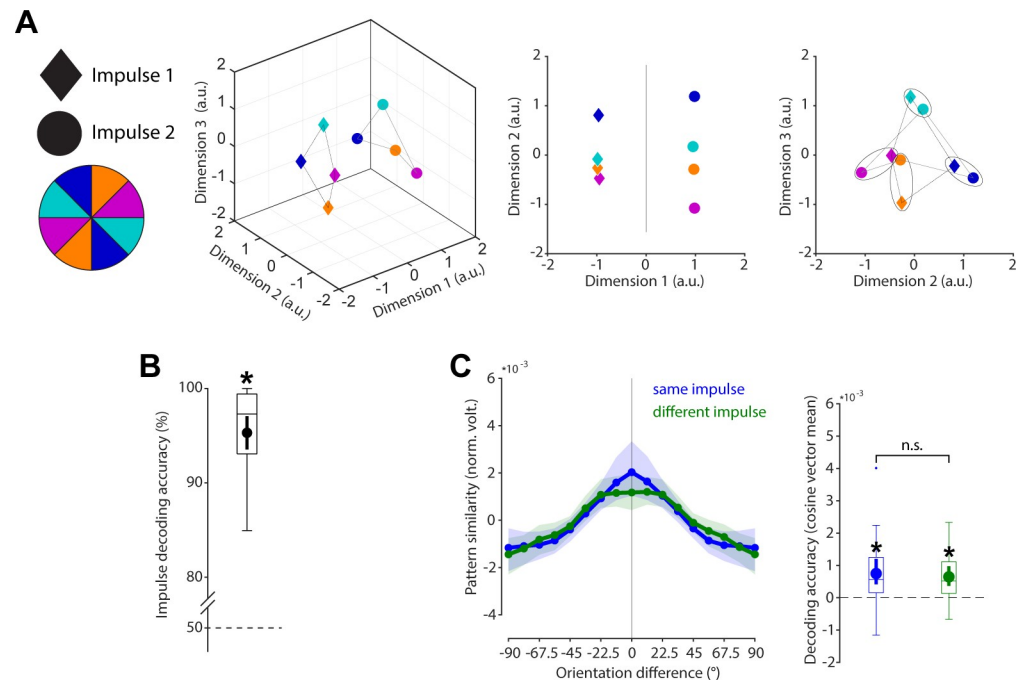 A
Impulse 1
Impulse 2
2
1
0
-1
-2
Dimension 3 (a.u.)
2
1
0
-1
-2
Dimension 2 (a.u.)
-2
-1
0
1
2
Dimension 1 (a.u.)
2
1
0
-1
-2
Dimension 2 (a.u.)
-2
-1
0
1
2
Dimension 1 (a.u.)
2
1
0
-1
-2
Dimension 3 (a.u.)
-2
-1
0
1
2
Dimension 2 (a.u.)
B
*
100
90
80
50
Impulse decoding accuracy (%)
C
*10-3
6
4
2
0
-2
-4
Pattern similarity (norm. volt.)
same impulse
different impulse
-90 -67.5 -45 -22.5 0 22.5 45 67.5 90
Orientation difference (°)
*10-3
6
5
4
3
2
1
0
-1
-2
Decoding accuracy (cosine vector mean)
n.s.
* *